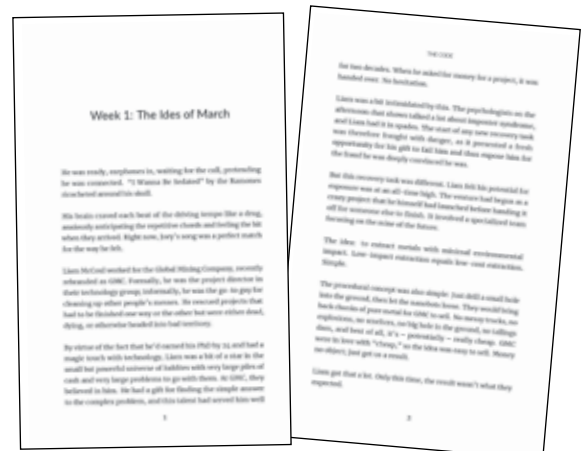 Week 1: The Ides of March
He was ready, earphones in, waiting for the call, pretending
he was connected. "I Wanna Be Sedated" by the Ramones
ricocheted around his skull.
His brain craved each beat of the driving tempo like a drug,
anxiously anticipating the repetitive chords and feeling the hit
when they arrived. Right now, Joey's song was a perfect match
for the way he felt.
Liam McCoul worked for the Global Mining Company, recently
rebranded as GMC. Formally, he was the project director in
their technology group; informally, he was the go-to guy for
cleaning up other people's messes. He rescued projects that
had to be finished one way or the other but were either dead,
dying, or otherwise headed into bad territory.
By virtue of the fact that he'd earned his PhD by 25 and had a
magic touch with technology, Liam was a bit of a star in the
small but powerful universe of baddies with very large piles of
cash and very large problems to go with them. At GMC, they
believed in him. He had a gift for finding the simple answer
to the complex problem, and this talent had served him well
1
THE CODE
for two decades. When he asked for money for a project, it was
handed over. No hesitation.
Liam was a bit intimidated by this. The psychologists on the
afternoon chat shows talked a lot about imposter syndrome,
and Liam had it in spades. The start of any new recovery task
was therefore fraught with danger, as it presented a fresh
opportunity for his gift to fail him and thus expose him for
the fraud he was deeply convinced he was.
But this recovery task was different. Liam felt his potential for
exposure was at an all-time high. The venture had begun as a
crazy project that he himself had launched before handing it
off for someone else to finish. It involved a specialized team
focusing on the mine of the future.
The idea: to extract metals with minimal environmental
impact. Low-impact extraction equals low-cost extraction.
Simple.
The procedural concept was also simple: Just drill a small hole
into the ground, then let the nanobots loose. They would bring
back chunks of pure metal for GMC to sell. No messy trucks, no
explosions, no smelters, no big hole in the ground, no tailings
dam, and best of all, it's – potentially – really cheap. GMC
were in love with "cheap," so the idea was easy to sell. Money
no object; just get us a result.
Liam got that a lot. Only this time, the result wasn't what they
expected.
2